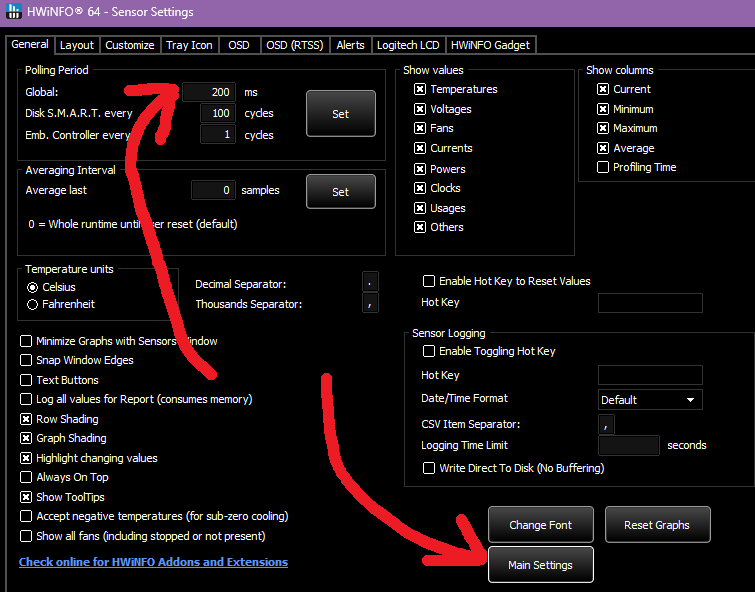 HWiNFO® 64 - Sensor Settings
General Layout Customize Tray Icon OSD OSD (RTSS) Alerts Logitech LCD HWiNFO Gadget
Polling Period
Global: 200 ms
Disk S.M.A.R.T. every 100 cycles
Emb. Controller every 1 cycles
Set
Averaging Interval
Average last 0 samples
Set
0 = Whole runtime until user reset (default)
Show values
Temperatures
Voltages
Fans
Currents
Powers
Clocks
Usages
Others
Show columns
Current
Minimum
Maximum
Average
Profiling Time
Temperature units
Celsius
Fahrenheit
Decimal Separator: .
Thousands Separator: ,
Enable Hot Key to Reset Values
Hot Key
Minimize Graphs with Sensors Window
Snap Window Edges
Text Buttons
Log all values for Report (consumes memory)
Row Shading
Graph Shading
Highlight changing values
Always On Top
Show ToolTips
Accept negative temperatures (for sub-zero cooling)
Show all fans (including stopped or not present)
Check online for HWiNFO Addons and Extensions
Sensor Logging
Enable Toggling Hot Key
Hot Key
Date/Time Format Default
CSV Item Separator: ,
Logging Time Limit seconds
Write Direct To Disk (No Buffering)
Change Font Reset Graphs
Main Settings